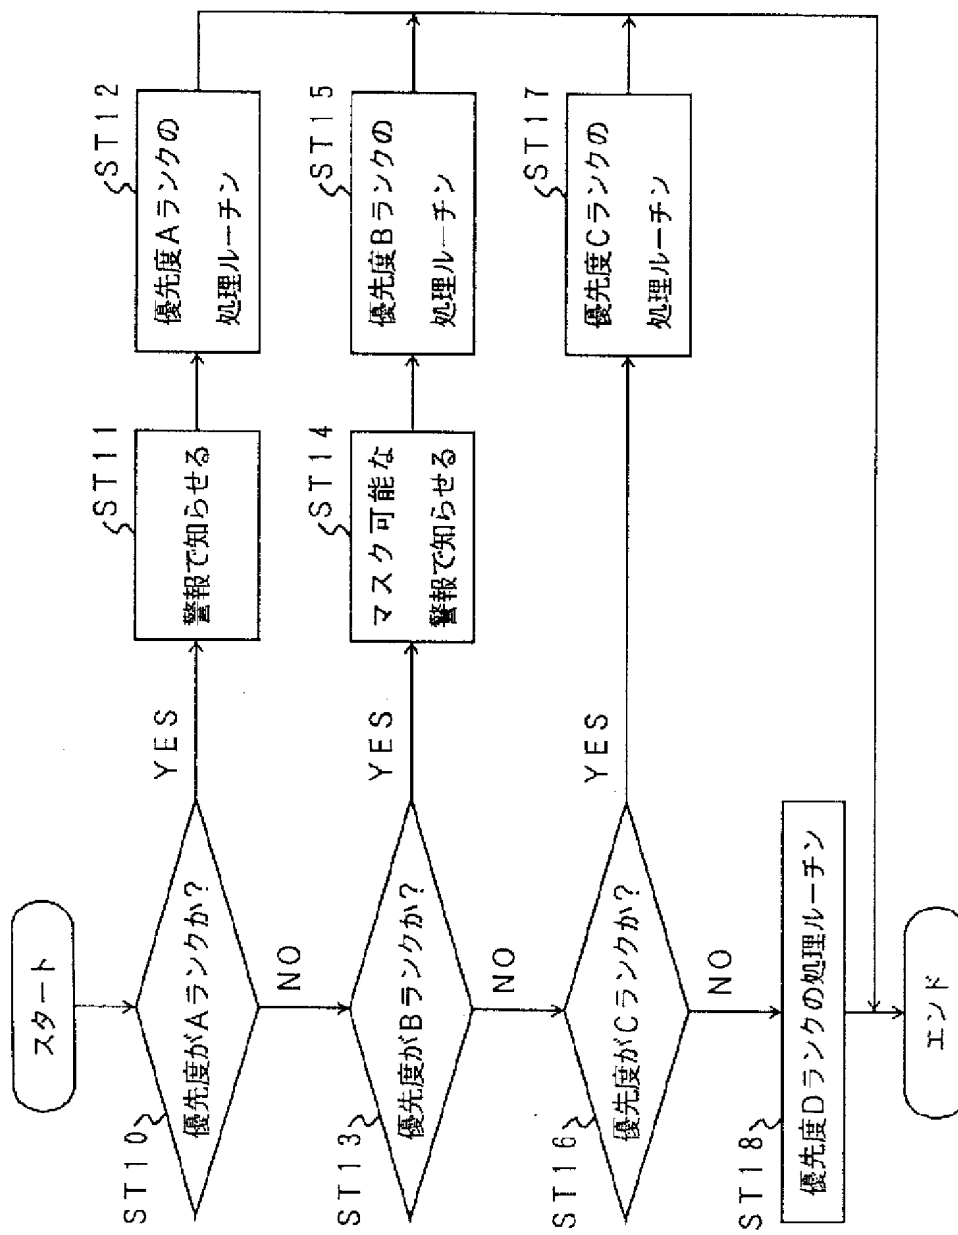 スタート
ST10
優先度がAランクか?
YES
ST11
警報で知らせる
ST12
優先度Aランクの
処理ルーチン
NO
ST13
優先度がBランクか?
YES
ST14
マスク可能な
警報で知らせる
ST15
優先度Bランクの
処理ルーチン
NO
ST16
優先度がCランクか?
YES
ST17
優先度Cランクの
処理ルーチン
NO
ST18
優先度Dランクの処理ルーチン
エンド